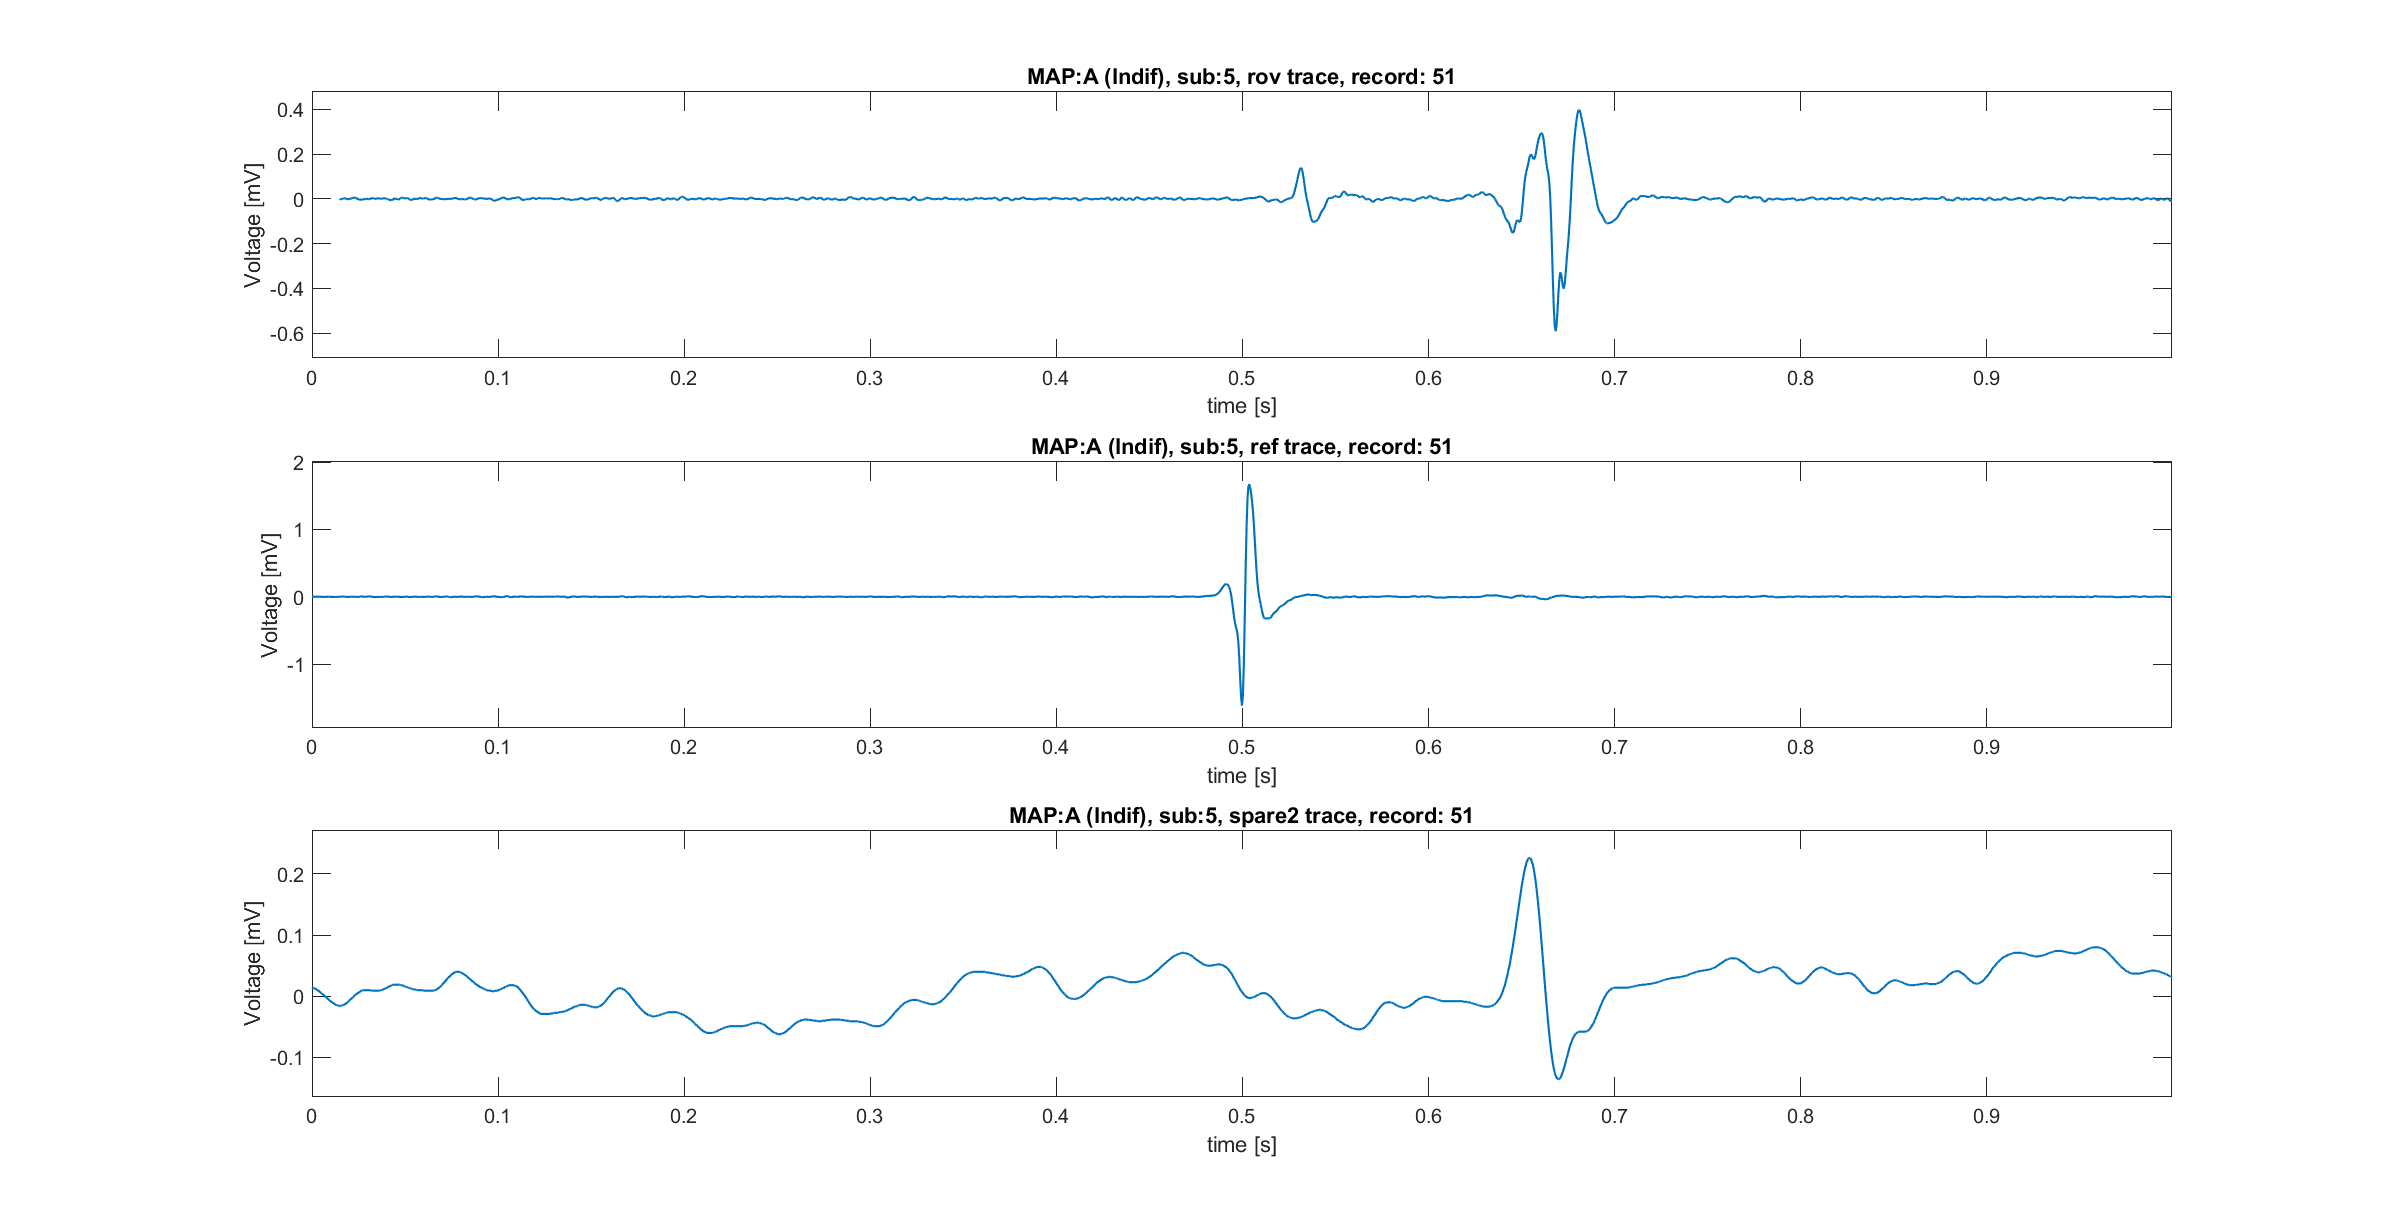 MAP:A (Indif), sub:5, rov trace, record: 51
Voltage [mV]
0.4
0.2
0
-0.2
-0.4
-0.6
0 0.1 0.2 0.3 0.4 0.5 0.6 0.7 0.8 0.9
time [s]
MAP:A (Indif), sub:5, ref trace, record: 51
Voltage [mV]
2
1
0
-1
0 0.1 0.2 0.3 0.4 0.5 0.6 0.7 0.8 0.9
time [s]
MAP:A (Indif), sub:5, spare2 trace, record: 51
Voltage [mV]
0.2
0.1
0
-0.1
0 0.1 0.2 0.3 0.4 0.5 0.6 0.7 0.8 0.9
time [s]